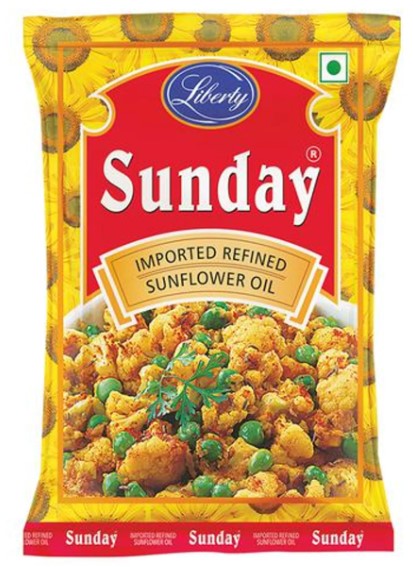 Liberty
Sunday®
IMPORTED REFINED
SUNFLOWER OIL
Sunday
IMPORTED REFINED
SUNFLOWER OIL
Sunday
IMPORTED REFINED
SUNFLOWER OIL
Sunday